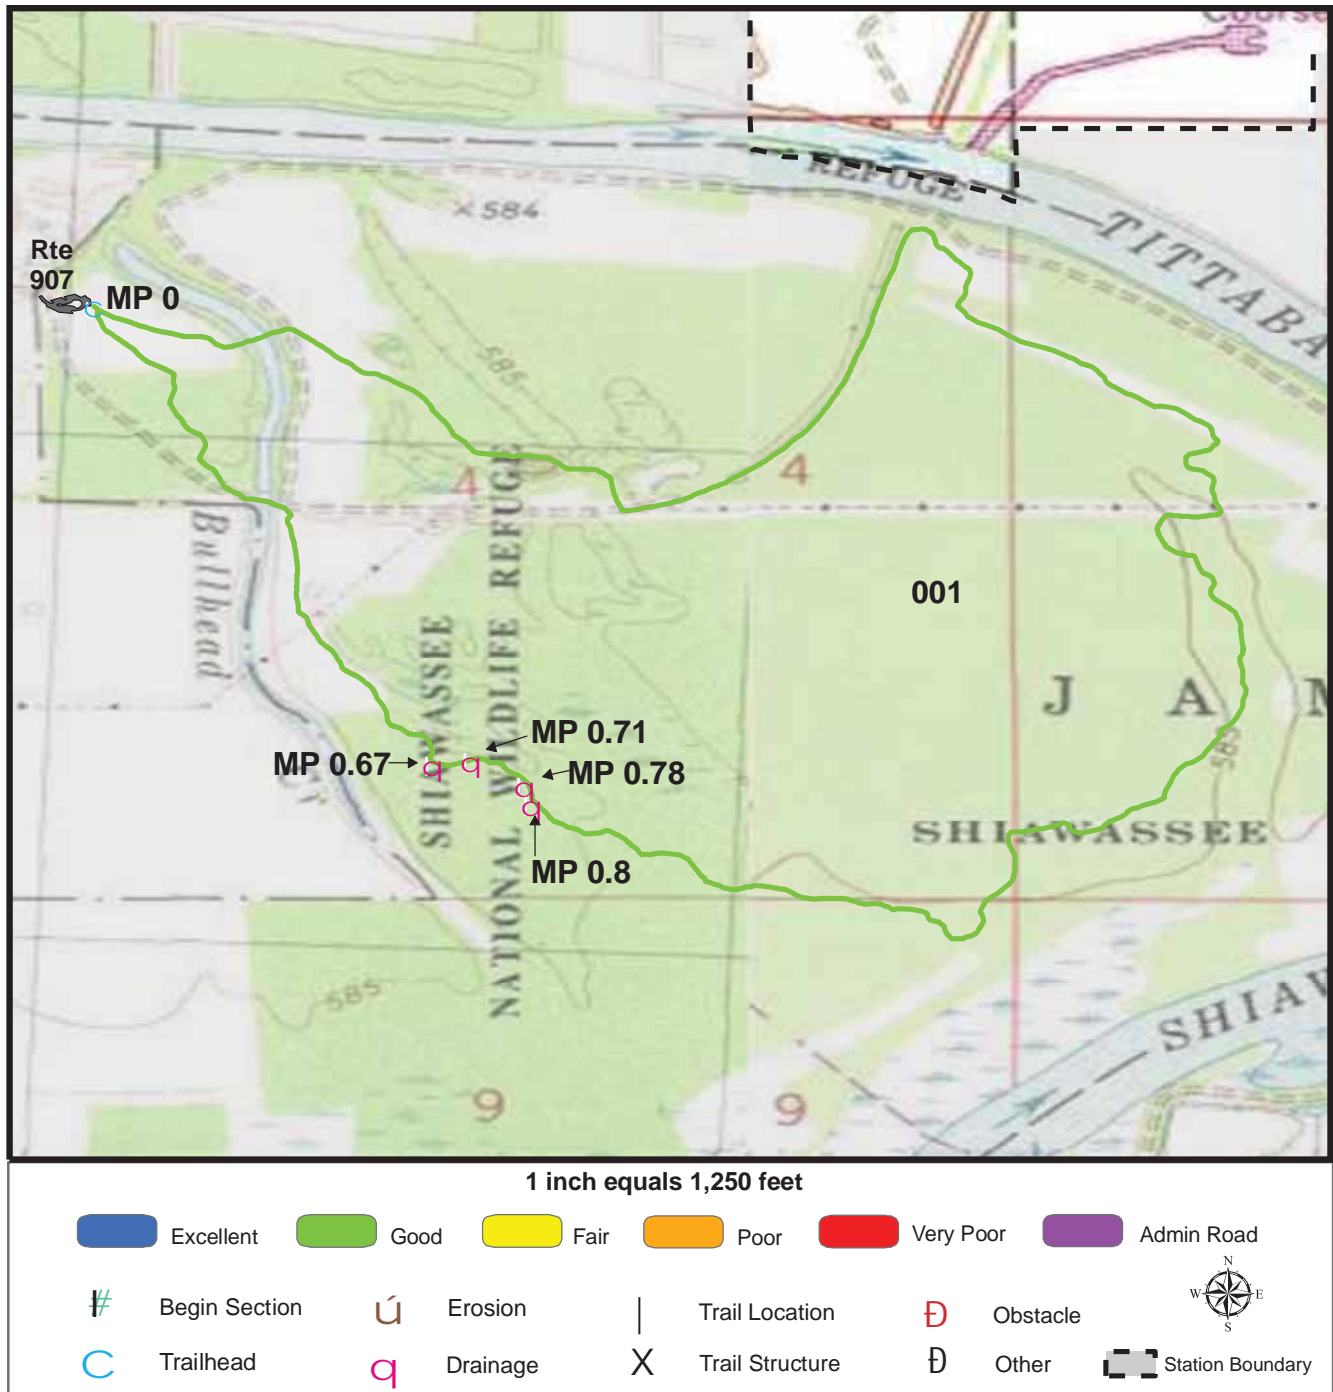 Course
REFUGE
TITTABA
× 584
Rte
907
MP 0
585
4
4
Bullhead
NATIONAL WILDLIFE REFUGE
SHIAWASSEE
001
J A M
MP 0.71
MP 0.67
MP 0.78
MP 0.8
585
SHIAWASSEE
585
SHIAW
9
9
1 inch equals 1,250 feet
Excellent
Good
Fair
Poor
Very Poor
Admin Road
N
W E
S
# Begin Section
ú Erosion
| Trail Location
Đ Obstacle
C Trailhead
q Drainage
X Trail Structure
Đ Other
Station Boundary